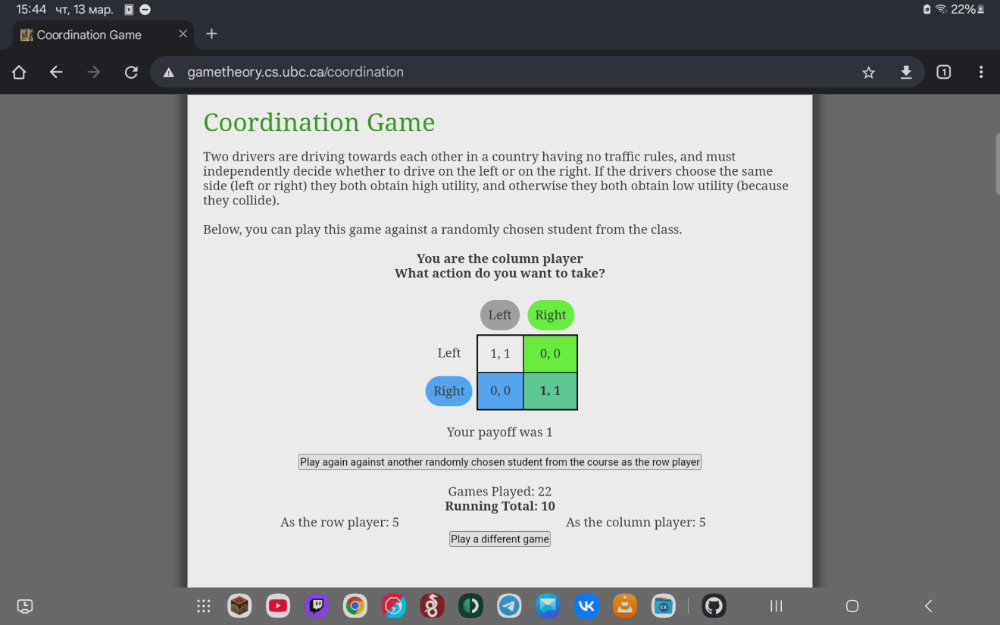 15:44 чт, 13 мар.
22%
Coordination Game
gametheory.cs.ubc.ca/coordination
1
Coordination Game
Two drivers are driving towards each other in a country having no traffic rules, and must
independently decide whether to drive on the left or on the right. If the drivers choose the same
side (left or right) they both obtain high utility, and otherwise they both obtain low utility (because
they collide).
Below, you can play this game against a randomly chosen student from the class.
You are the column player
What action do you want to take?
Left Right
Left 1, 1 0, 0
Right 0, 0 1, 1
Your payoff was 1
Play again against another randomly chosen student from the course as the row player
Games Played: 22
Running Total: 10
As the row player: 5 As the column player: 5
Play a different game
CX